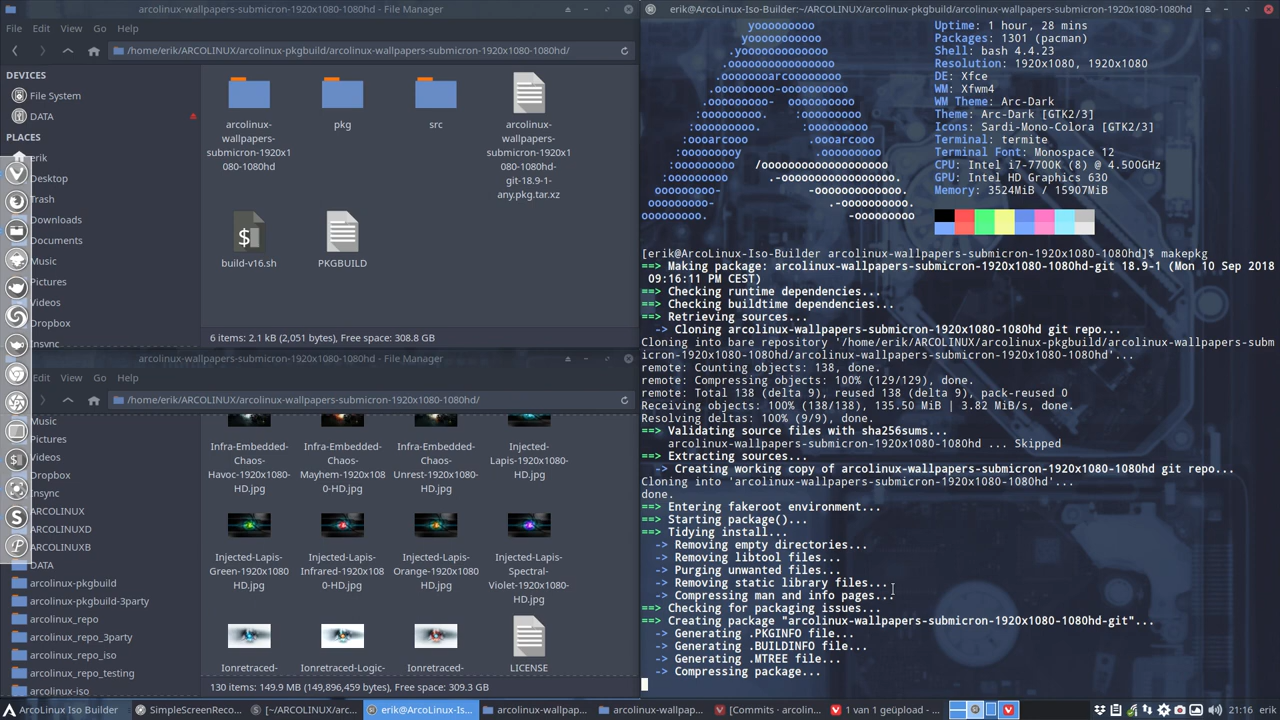 arcolinux-wallpapers-submicron-1920x1080-1080hd - File Manager
File Edit View Go Help
/home/erik/ARCOLINUX/arcolinux-pkgbuild/arcolinux-wallpapers-submicron-1920x1080-1080hd/
DEVICES
File System
DATA
PLACES
erik
Desktop
Trash
Downloads
Documents
Music
Pictures
Videos
Dropbox
Insync
arcolinux-
wallpapers-
submicron-1920x1
080-1080hd
pkg
src
arcolinux-
wallpapers-
submicron-1920x1
080-1080hd-
git-18.9-1-
any.pkg.tar.xz
build-v16.sh
PKGBUILD
6 items: 2.1 kB (2,051 bytes), Free space: 308.8 GB
arcolinux-wallpapers-submicron-1920x1080-1080hd - File Manager
Edit View Go Help
/home/erik/ARCOLINUX/arcolinux-wallpapers-submicron-1920x1080-1080hd/
Music
Pictures
Videos
Dropbox
Insync
ARCOLINUX
ARCOLINUXD
ARCOLINUXB
DATA
arcolinux-pkgbuild
arcolinux-pkgbuild-3party
arcolinux_repo
arcolinux_repo_3party
arcolinux_repo_iso
arcolinux_repo_testing
arcolinux-iso
Infra-Embedded-
Chaos-
Havoc-1920x1080-
HD.jpg
Infra-Embedded-
Chaos-
Mayhem-1920x108
0-HD.jpg
Infra-Embedded-
Chaos-
Unrest-1920x1080-
HD.jpg
Injected-
Lapis-1920x1080-
HD.jpg
Injected-Lapis-
Green-1920x1080
HD.jpg
Injected-Lapis-
Infrared-1920x108
0-HD.jpg
Injected-Lapis-
Orange-1920x1080
-HD.jpg
Injected-Lapis-
Spectral-
Violet-1920x1080-
HD.jpg
Ionretraced-
Ionretraced-Logic-
Ionretraced-
LICENSE
130 items: 149.9 MB (149,896,459 bytes), Free space: 309.3 GB
erik@ArcoLinux-Iso-Builder:~/ARCOLINUX/arcolinux-pkgbuild/arcolinux-wallpapers-submicron-1920x1080-1080hd
Uptime: 1 hour, 28 mins
Packages: 1301 (pacman)
Shell: bash 4.4.23
Resolution: 1920x1080, 1920x1080
DE: Xfce
WM: Xfwm4
WM Theme: Arc-Dark
Theme: Arc-Dark [GTK2/3]
Icons: Sardi-Mono-Colora [GTK2/3]
Terminal: termite
Terminal Font: Monospace 12
CPU: Intel i7-7700K (8) @ 4.500GHz
GPU: Intel HD Graphics 630
Memory: 3524MiB / 15907MiB
[erik@ArcoLinux-Iso-Builder arcolinux-wallpapers-submicron-1920x1080-1080hd]$ makepkg
==> Making package: arcolinux-wallpapers-submicron-1920x1080-1080hd-git 18.9-1 (Mon 10 Sep 2018
09:16:11 PM CEST)
==> Checking runtime dependencies...
==> Checking buildtime dependencies...
==> Retrieving sources...
-> Cloning arcolinux-wallpapers-submicron-1920x1080-1080hd git repo...
Cloning into bare repository '/home/erik/ARCOLINUX/arcolinux-pkgbuild/arcolinux-wallpapers-subm
icron-1920x1080-1080hd/arcolinux-wallpapers-submicron-1920x1080-1080hd'...
remote: Counting objects: 138, done.
remote: Compressing objects: 100% (129/129), done.
remote: Total 138 (delta 9), reused 138 (delta 9), pack-reused 0
Receiving objects: 100% (138/138), 135.50 MiB | 3.82 MiB/s, done.
Resolving deltas: 100% (9/9), done.
==> Validating source files with sha256sums...
arcolinux-wallpapers-submicron-1920x1080-1080hd ... Skipped
==> Extracting sources...
-> Creating working copy of arcolinux-wallpapers-submicron-1920x1080-1080hd git repo...
Cloning into 'arcolinux-wallpapers-submicron-1920x1080-1080hd'...
done.
==> Entering fakeroot environment...
==> Starting package()...
==> Tidying install...
-> Removing empty directories...
-> Removing libtool files...
-> Purging unwanted files...
-> Removing static library files...
-> Compressing man and info pages...
==> Checking for packaging issues...
==> Creating package "arcolinux-wallpapers-submicron-1920x1080-1080hd-git"...
-> Generating .PKGINFO file...
-> Generating .BUILDINFO file...
-> Generating .MTREE file...
-> Compressing package...
ArcoLinux Iso Builder
SimpleScreenReco...
[~/ARCOLINUX/arc...
erik@ArcoLinux-Is...
arcolinux-wallpap...
arcolinux-wallpap...
[Commits · arcolin...
1 van 1 geüpload - ...
21:16
erik